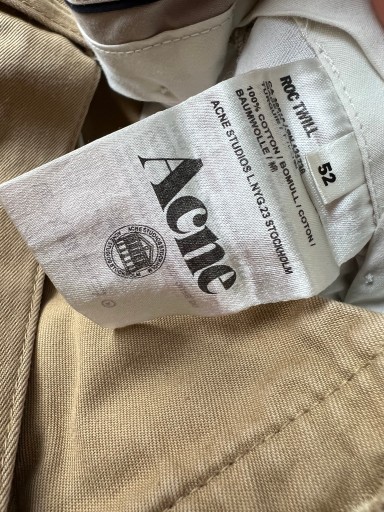 ROC TWILL
52
100% COTTON / BOMULL / COTON /
BAUMWOLLE /
ACNE STUDIOS L.NYG.23 STOCKHOLM
Acne